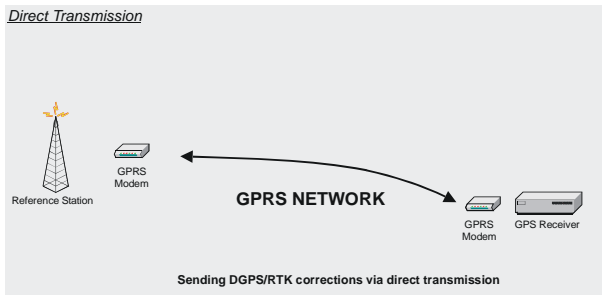 Direct Transmission
GPRS
Modem
Reference Station
GPRS NETWORK
GPRS
Modem
GPS Receiver
Sending DGPS/RTK corrections via direct transmission